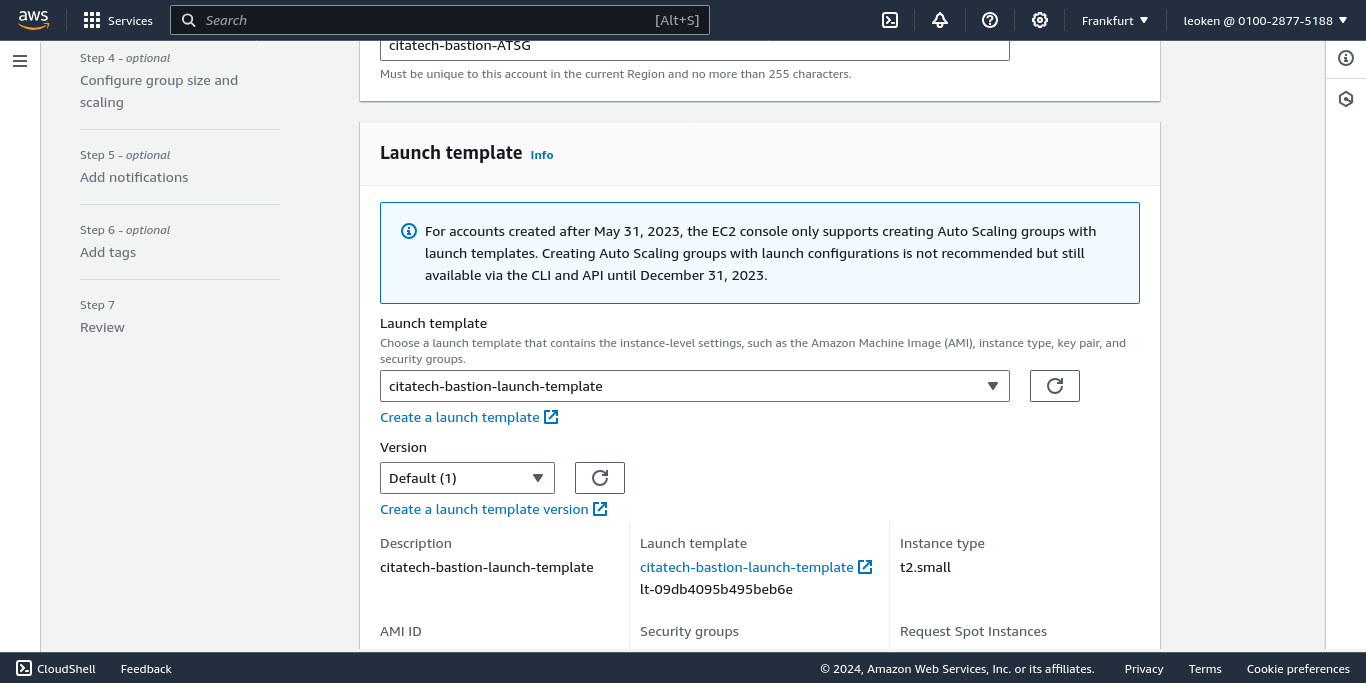 aws
Services
Search [Alt+S]
Frankfurt
leoken @ 0100-2877-5188
Step 4 - optional
Configure group size and
scaling
Step 5 - optional
Add notifications
Step 6 - optional
Add tags
Step 7
Review
citatech-bastion-ATSG
Must be unique to this account in the current Region and no more than 255 characters.
Launch template Info
For accounts created after May 31, 2023, the EC2 console only supports creating Auto Scaling groups with
launch templates. Creating Auto Scaling groups with launch configurations is not recommended but still
available via the CLI and API until December 31, 2023.
Launch template
Choose a launch template that contains the instance-level settings, such as the Amazon Machine Image (AMI), instance type, key pair, and
security groups.
citatech-bastion-launch-template
Create a launch template
Version
Default (1)
Create a launch template version
Description
citatech-bastion-launch-template
Launch template
citatech-bastion-launch-template
lt-09db4095b495beb6e
Instance type
t2.small
AMI ID
Security groups
Request Spot Instances
CloudShell
Feedback
© 2024, Amazon Web Services, Inc. or its affiliates.
Privacy
Terms
Cookie preferences